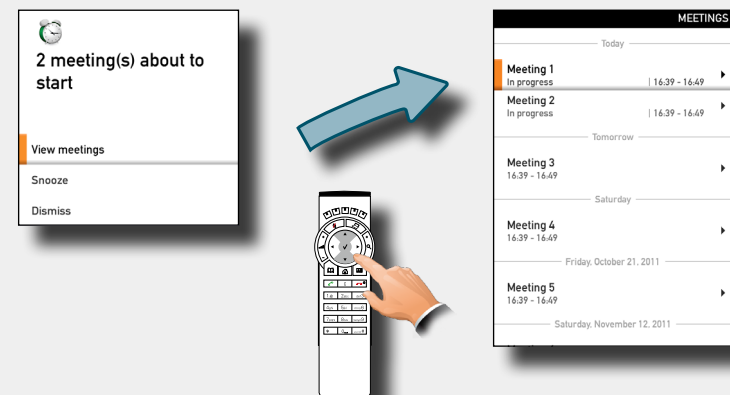 2 meeting(s) about to
start
View meetings
Snooze
Dismiss
MEETINGS
Today
Meeting 1
In progress | 16:39 - 16:49
Meeting 2
In progress | 16:39 - 16:49
Tomorrow
Meeting 3
16:39 - 16:49
Saturday
Meeting 4
16:39 - 16:49
Friday, October 21, 2011
Meeting 5
16:39 - 16:49
Saturday, November 12, 2011